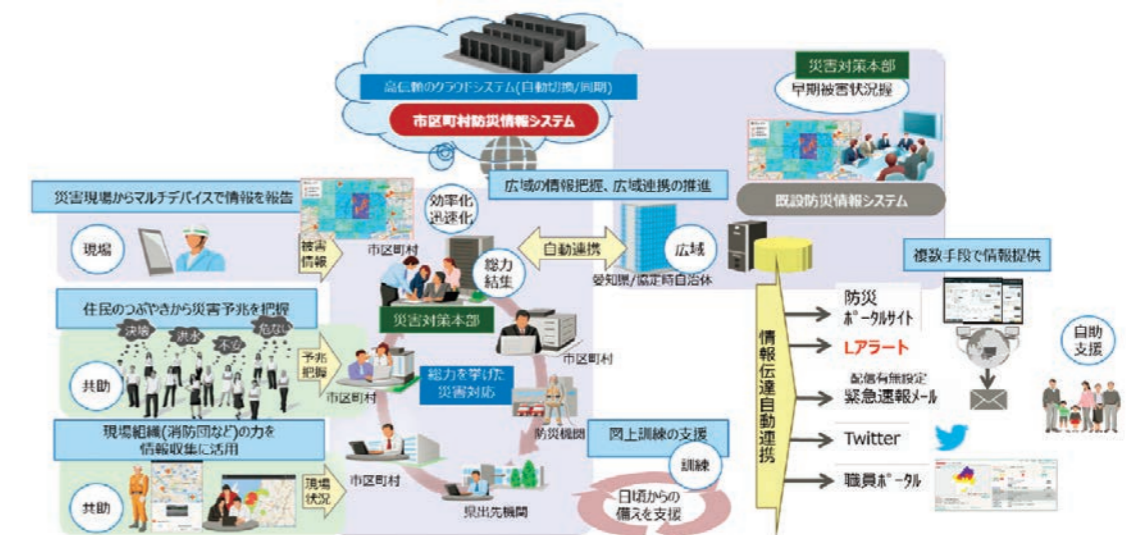 高信頼のクラウドシステム(自動切換/同期)
市区町村防災情報システム
災害対策本部
早期被害状況握
既設防災情報システム
災害現場からマルチデバイスで情報を報告
現場
被害
情報
市区町村
効率化
迅速化
総力
結集
災害対策本部
広域の情報把握、広域連携の推進
自動連携
広域
愛知県/協定時自治体
住民のつぶやきから災害予兆を把握
決壊
洪水
不安
危ない
共助
予兆
把握
市区町村
総力を挙げた
災害対応
市区町村
防災機関
現場組織(消防団など)の力を
情報収集に活用
共助
現場
状況
市区町村
県出先機関
図上訓練の支援
訓練
日頃からの
備えを支援
情報伝達自動連携
複数手段で情報提供
防災
ポータルサイト
Lアラート
配信有無設定
緊急速報メール
Twitter
職員ポータル
自助
支援